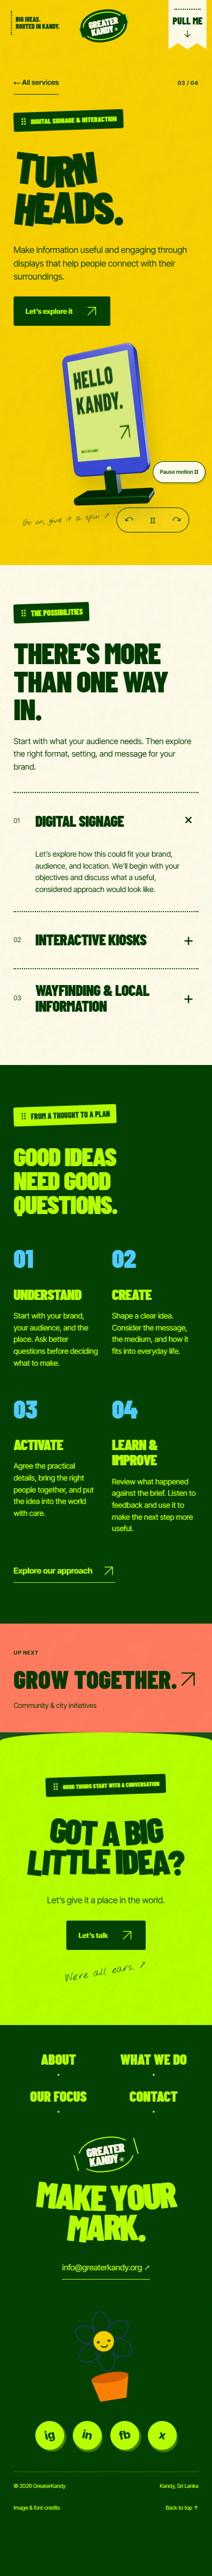 BIG IDEAS.
ROOTED IN KANDY.
GREATER
KANDY
PULL ME
↓
← All services
03 / 04
DIGITAL SIGNAGE & INTERACTION
TURN
HEADS.
Make information useful and engaging through
displays that help people connect with their
surroundings.
Let's explore it
HELLO
KANDY.
Pause motion
Go on, give it a spin ↗
THE POSSIBILITIES
THERE'S MORE
THAN ONE WAY
IN.
Start with what your audience needs. Then explore
the right format, setting, and message for your
brand.
01 DIGITAL SIGNAGE ×
Let's explore how this could fit your brand,
audience, and location. We'll begin with your
objectives and discuss what a useful,
considered approach would look like.
02 INTERACTIVE KIOSKS +
03 WAYFINDING & LOCAL
INFORMATION +
FROM A THOUGHT TO A PLAN
GOOD IDEAS
NEED GOOD
QUESTIONS.
01
UNDERSTAND
Start with your brand,
your audience, and the
place. Ask better
questions before deciding
what to make.
02
CREATE
Shape a clear idea.
Consider the message,
the medium, and how it
fits into everyday life.
03
ACTIVATE
Agree the practical
details, bring the right
people together, and put
the idea into the world
with care.
04
LEARN &
IMPROVE
Review what happened
against the brief. Listen to
feedback and use it to
make the next step more
useful.
Explore our approach
UP NEXT
GROW TOGETHER.
Community & city initiatives
GOOD THINGS START WITH A CONVERSATION
GOT A BIG
LITTLE IDEA?
Let's give it a place in the world.
Let's talk
We're all ears. ↗
ABOUT
WHAT WE DO
OUR FOCUS
CONTACT
GREATER
KANDY
MAKE YOUR
MARK.
info@greaterkandy.org ↗
ig
in
fb
x
© 2026 GreaterKandy
Kandy, Sri Lanka
Image & font credits
Back to top ↑